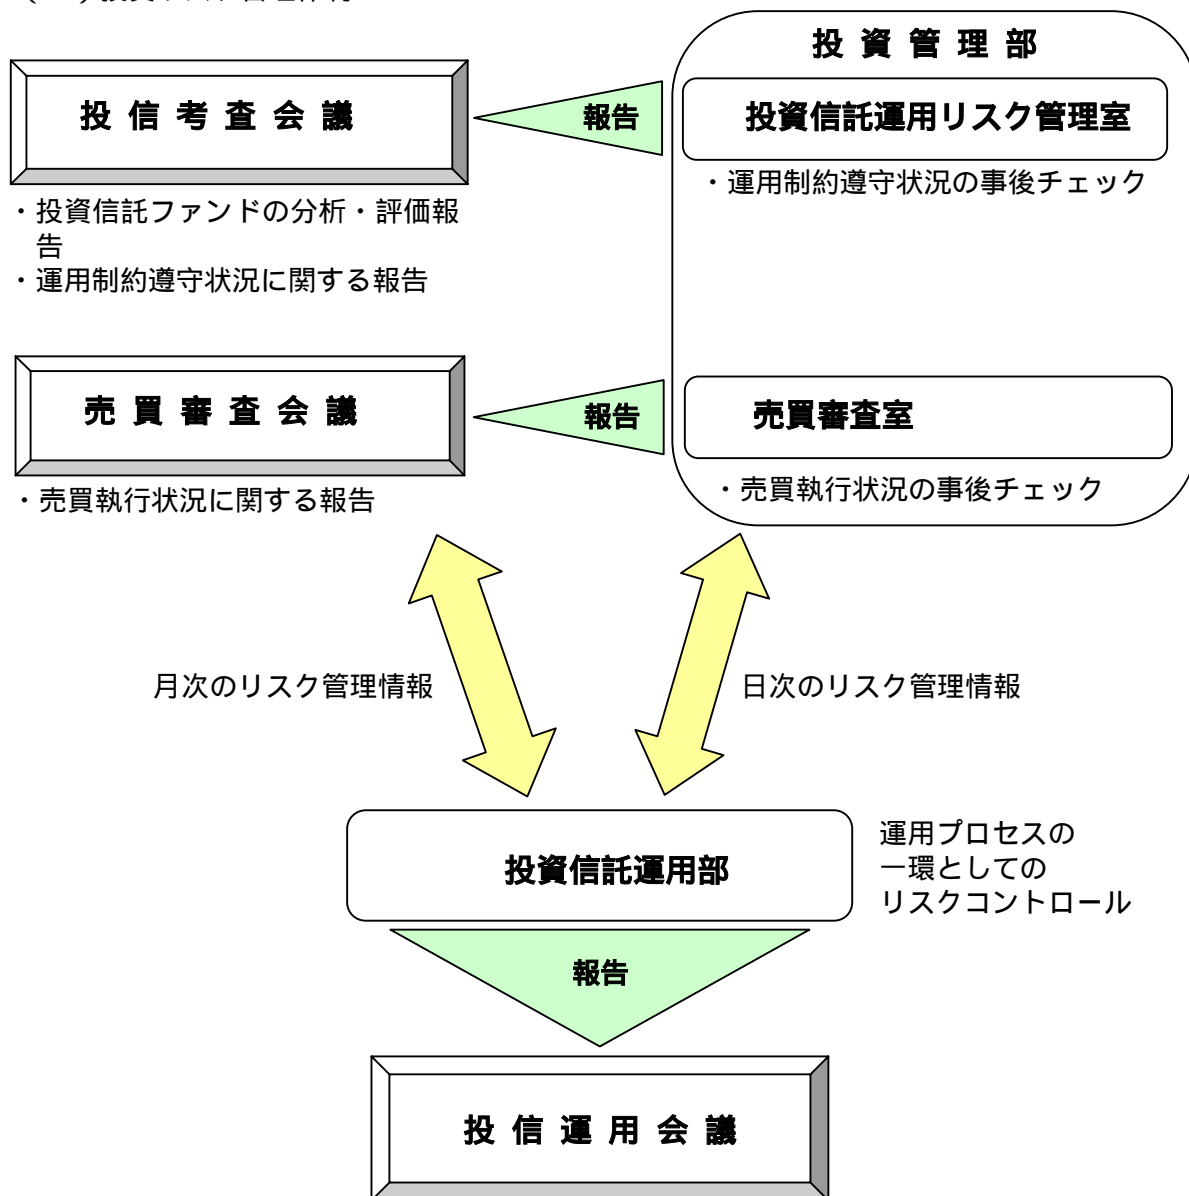 投資管理部
投信考査会議
報告
投資信託運用リスク管理室
・運用制約遵守状況の事後チェック
・投資信託ファンドの分析・評価報
告
・運用制約遵守状況に関する報告
売買審査会議
報告
売買審査室
・売買執行状況に関する報告
・売買執行状況の事後チェック
月次のリスク管理情報
日次のリスク管理情報
投資信託運用部
運用プロセスの
一環としての
リスクコントロール
報告
投信運用会議